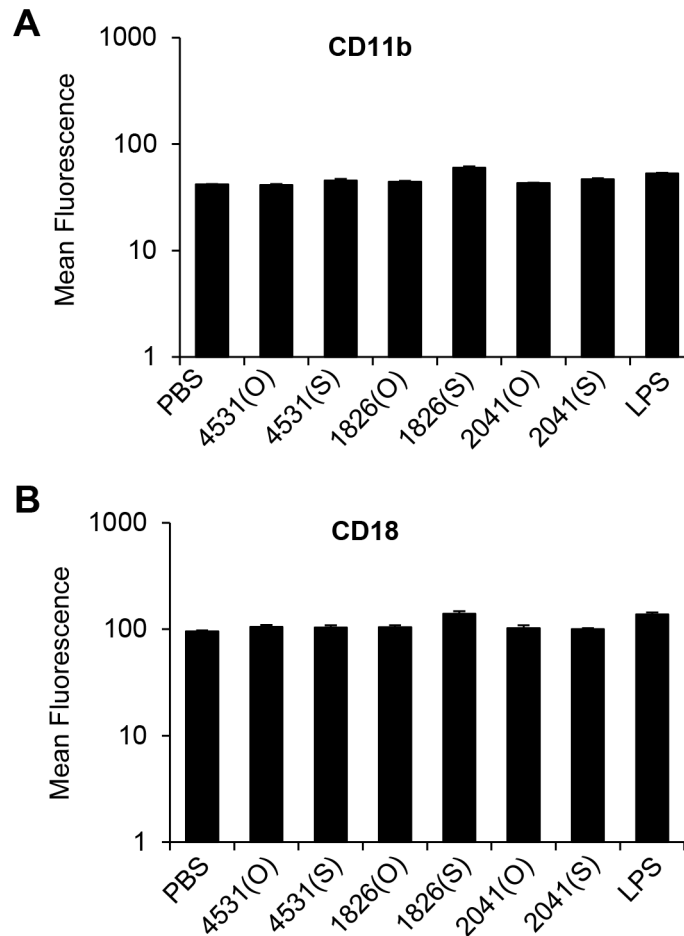 A
CD11b
Mean Fluorescence
1000
100
10
1
PBS
4531(O)
4531(S)
1826(O)
1826(S)
2041(O)
2041(S)
LPS
B
CD18
Mean Fluorescence
1000
100
10
1
PBS
4531(O)
4531(S)
1826(O)
1826(S)
2041(O)
2041(S)
LPS